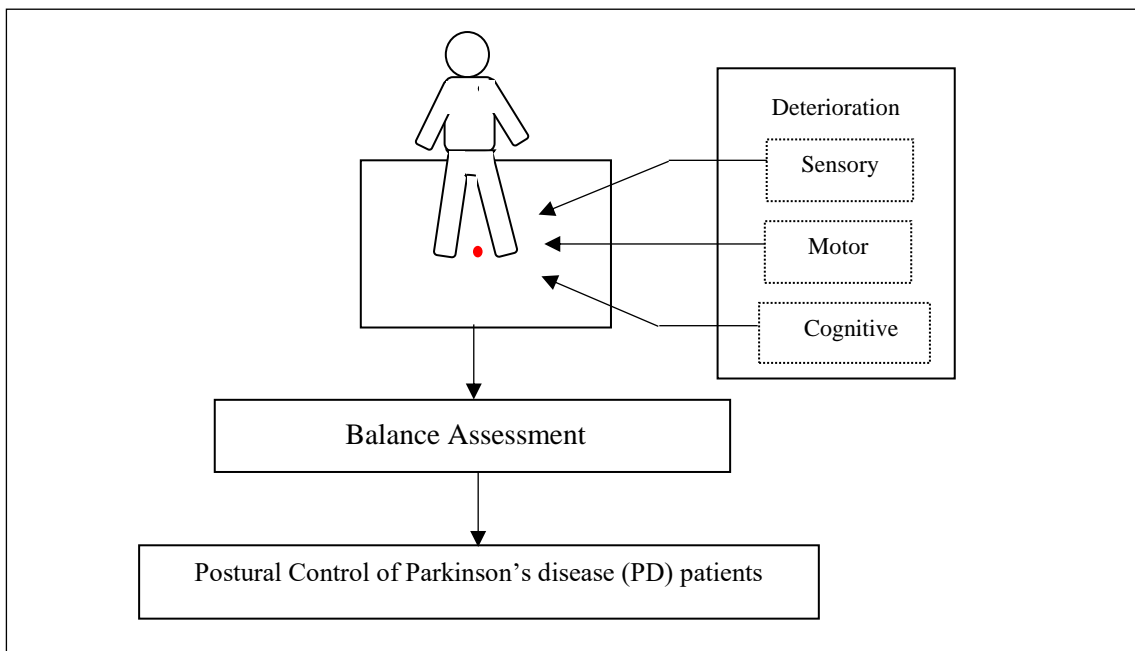 Deterioration
Sensory
Motor
Cognitive
Balance Assessment
Postural Control of Parkinson’s disease (PD) patients